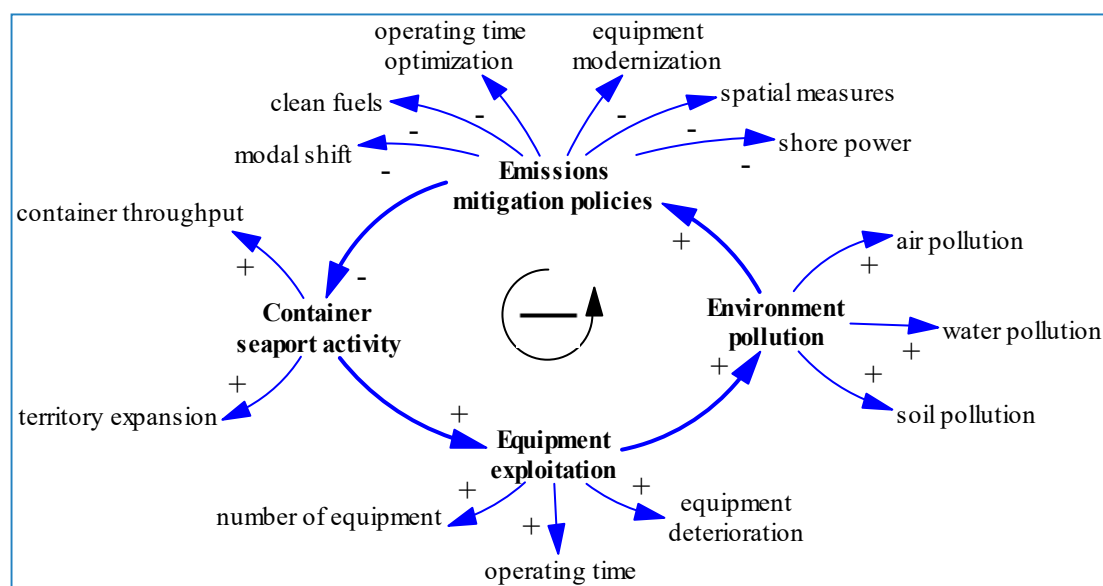 operating time
optimization
equipment
modernization
clean fuels
spatial measures
modal shift
shore power
- - - - - -
Emissions
mitigation policies
container throughput
+
-
Container
seaport activity
+
territory expansion
+
air pollution
+
Environment
pollution
water pollution
+
+
soil pollution
+
+
Equipment
exploitation
+
number of equipment
+
operating time
+
equipment
deterioration
+